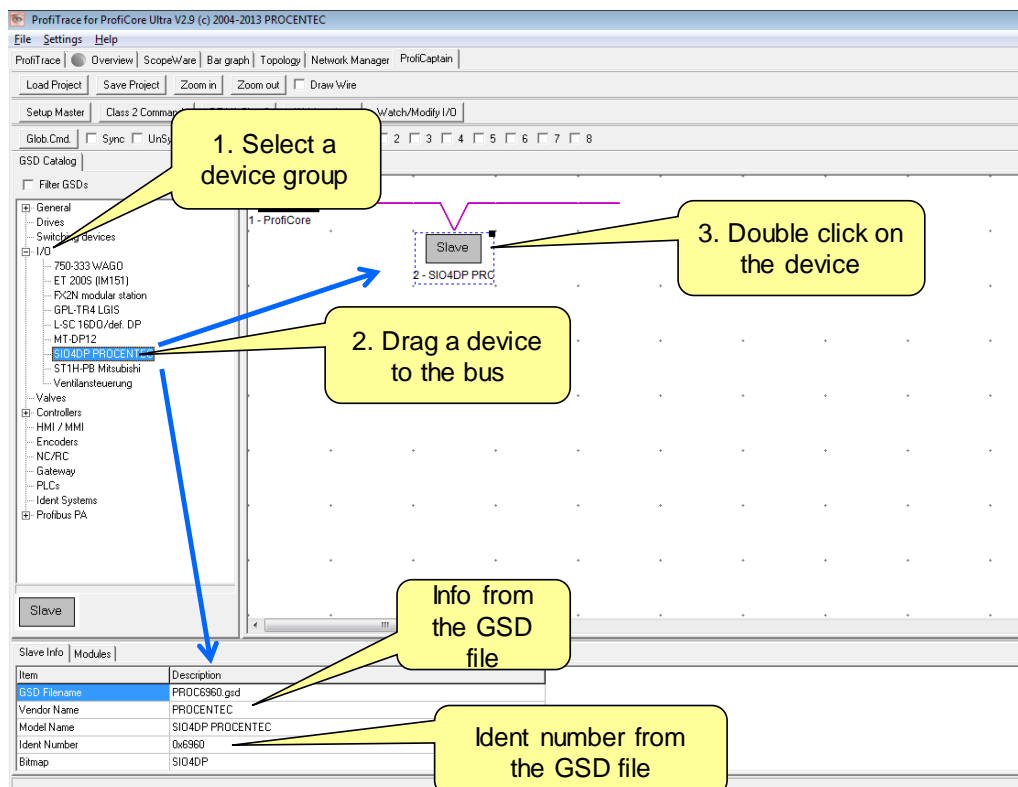 ProfiTrace for ProfiCore Ultra V2.9 (c) 2004-2013 PROCENTEC
File Settings Help
ProfiTrace Overview ScopeWare Bar graph Topology Network Manager ProfiCaptain
Load Project Save Project Zoom in Zoom out Draw Wire
Setup Master Class 2 Command Watch/Modify I/O
Glob.Cmd. Sync UnSy 2 3 4 5 6 7 8
1. Select a
device group
GSD Catalog
Filter GSDs
General
Drives
Switching devices
I/O
750-333 WAGO
ET 200S (IM151)
FX2N modular station
GPL-TR4 LGIS
L-SC 16DO/def. DP
MT-DP12
SIO4DP PROCENTEC
ST1H-PB Mitsubishi
Ventilansteuerung
Valves
Controllers
HMI / MMI
Encoders
NC/RC
Gateway
PLCs
Ident Systems
Profibus PA
Slave
1 - ProfiCore
Slave
2 - SIO4DP PRO
3. Double click on
the device
2. Drag a device
to the bus
Info from
the GSD
file
Slave Info Modules
Item Description
GSD Filename PROC6960.gsd
Vendor Name PROCENTEC
Model Name SIO4DP PROCENTEC
Ident Number 0x6960
Bitmap SIO4DP
Ident number from
the GSD file